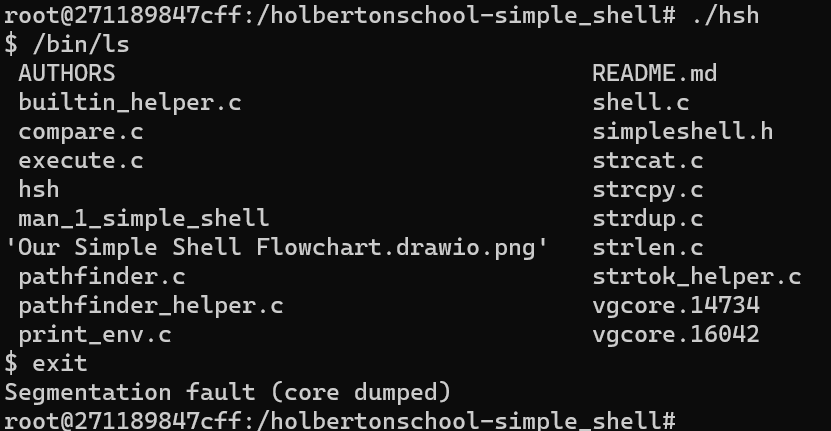 root@271189847cff:/holbertonschool-simple_shell# ./hsh
$ /bin/ls
 AUTHORS                                README.md
 builtin_helper.c                       shell.c
 compare.c                              simpleshell.h
 execute.c                              strcat.c
 hsh                                    strcpy.c
 man_1_simple_shell                     strdup.c
'Our Simple Shell Flowchart.drawio.png'   strlen.c
 pathfinder.c                           strtok_helper.c
 pathfinder_helper.c                    vgcore.14734
 print_env.c                            vgcore.16042
$ exit
Segmentation fault (core dumped)
root@271189847cff:/holbertonschool-simple_shell#